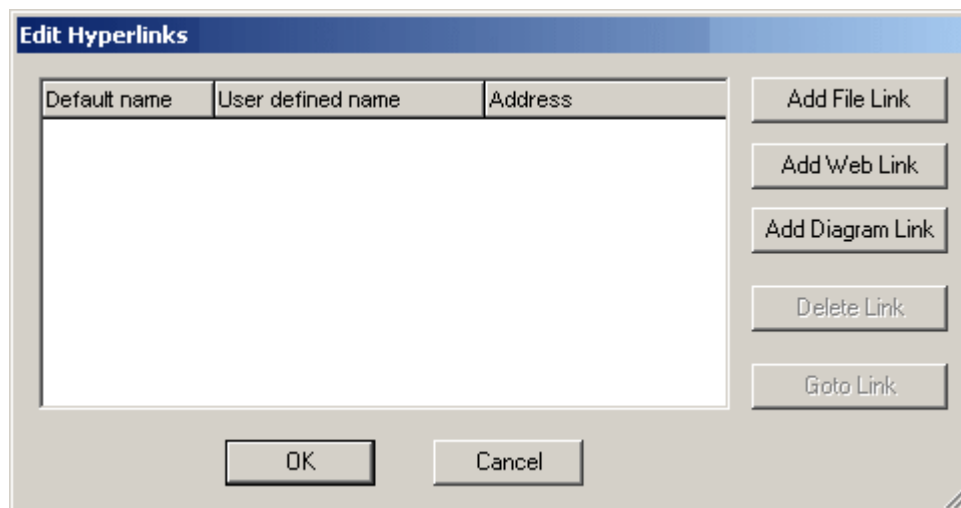 Edit Hyperlinks
Default name User defined name Address
Add File Link
Add Web Link
Add Diagram Link
Delete Link
Goto Link
OK Cancel